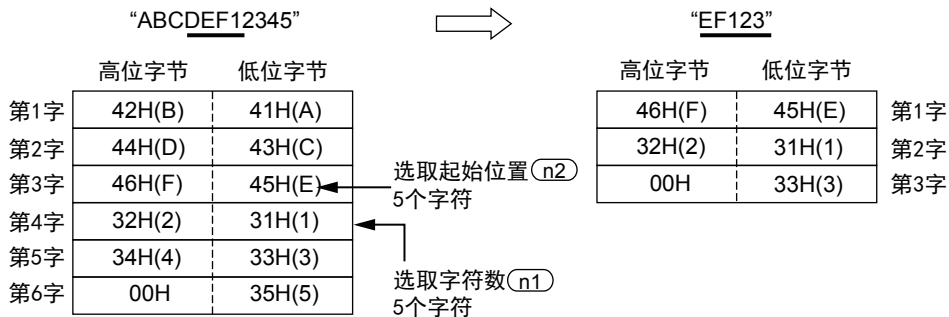 “ABCDEF12345” “EF123”
高位字节 低位字节 高位字节 低位字节
第1字 42H(B) 41H(A) 46H(F) 45H(E) 第1字
第2字 44H(D) 43H(C) 32H(2) 31H(1) 第2字
第3字 46H(F) 45H(E) 00H 33H(3) 第3字
选取起始位置 n2
5个字符
第4字 32H(2) 31H(1)
第5字 34H(4) 33H(3)
第6字 00H 35H(5)
选取字符数 n1
5个字符